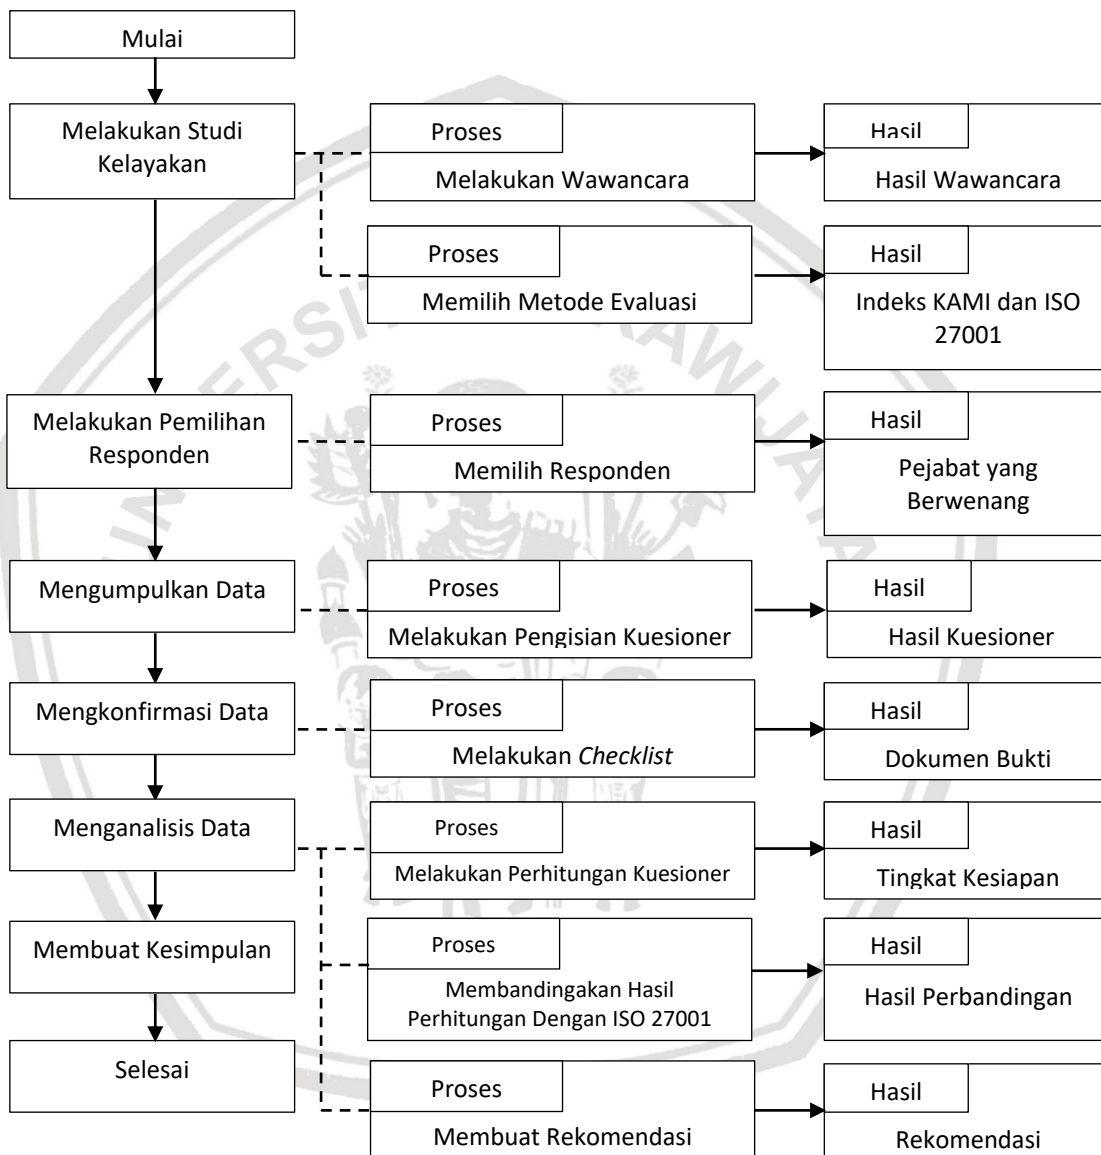 Mulai
Melakukan Studi
Kelayakan
Proses
Melakukan Wawancara
Hasil
Hasil Wawancara
Proses
Memilih Metode Evaluasi
Hasil
Indeks KAMI dan ISO
27001
Melakukan Pemilihan
Responden
Proses
Memilih Responden
Hasil
Pejabat yang
Berwenang
Mengumpulkan Data
Proses
Melakukan Pengisian Kuesioner
Hasil
Hasil Kuesioner
Mengkonfirmasi Data
Proses
Melakukan Checklist
Hasil
Dokumen Bukti
Menganalisis Data
Proses
Melakukan Perhitungan Kuesioner
Hasil
Tingkat Kesiapan
Membuat Kesimpulan
Proses
Membandingakan Hasil
Perhitungan Dengan ISO 27001
Hasil
Hasil Perbandingan
Selesai
Proses
Membuat Rekomendasi
Hasil
Rekomendasi